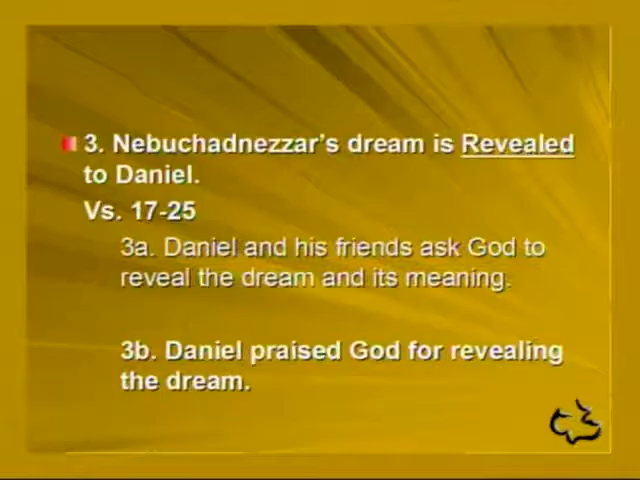 3. Nebuchadnezzar's dream is Revealed
to Daniel.
Vs. 17-25
3a. Daniel and his friends ask God to
reveal the dream and its meaning.
3b. Daniel praised God for revealing
the dream.